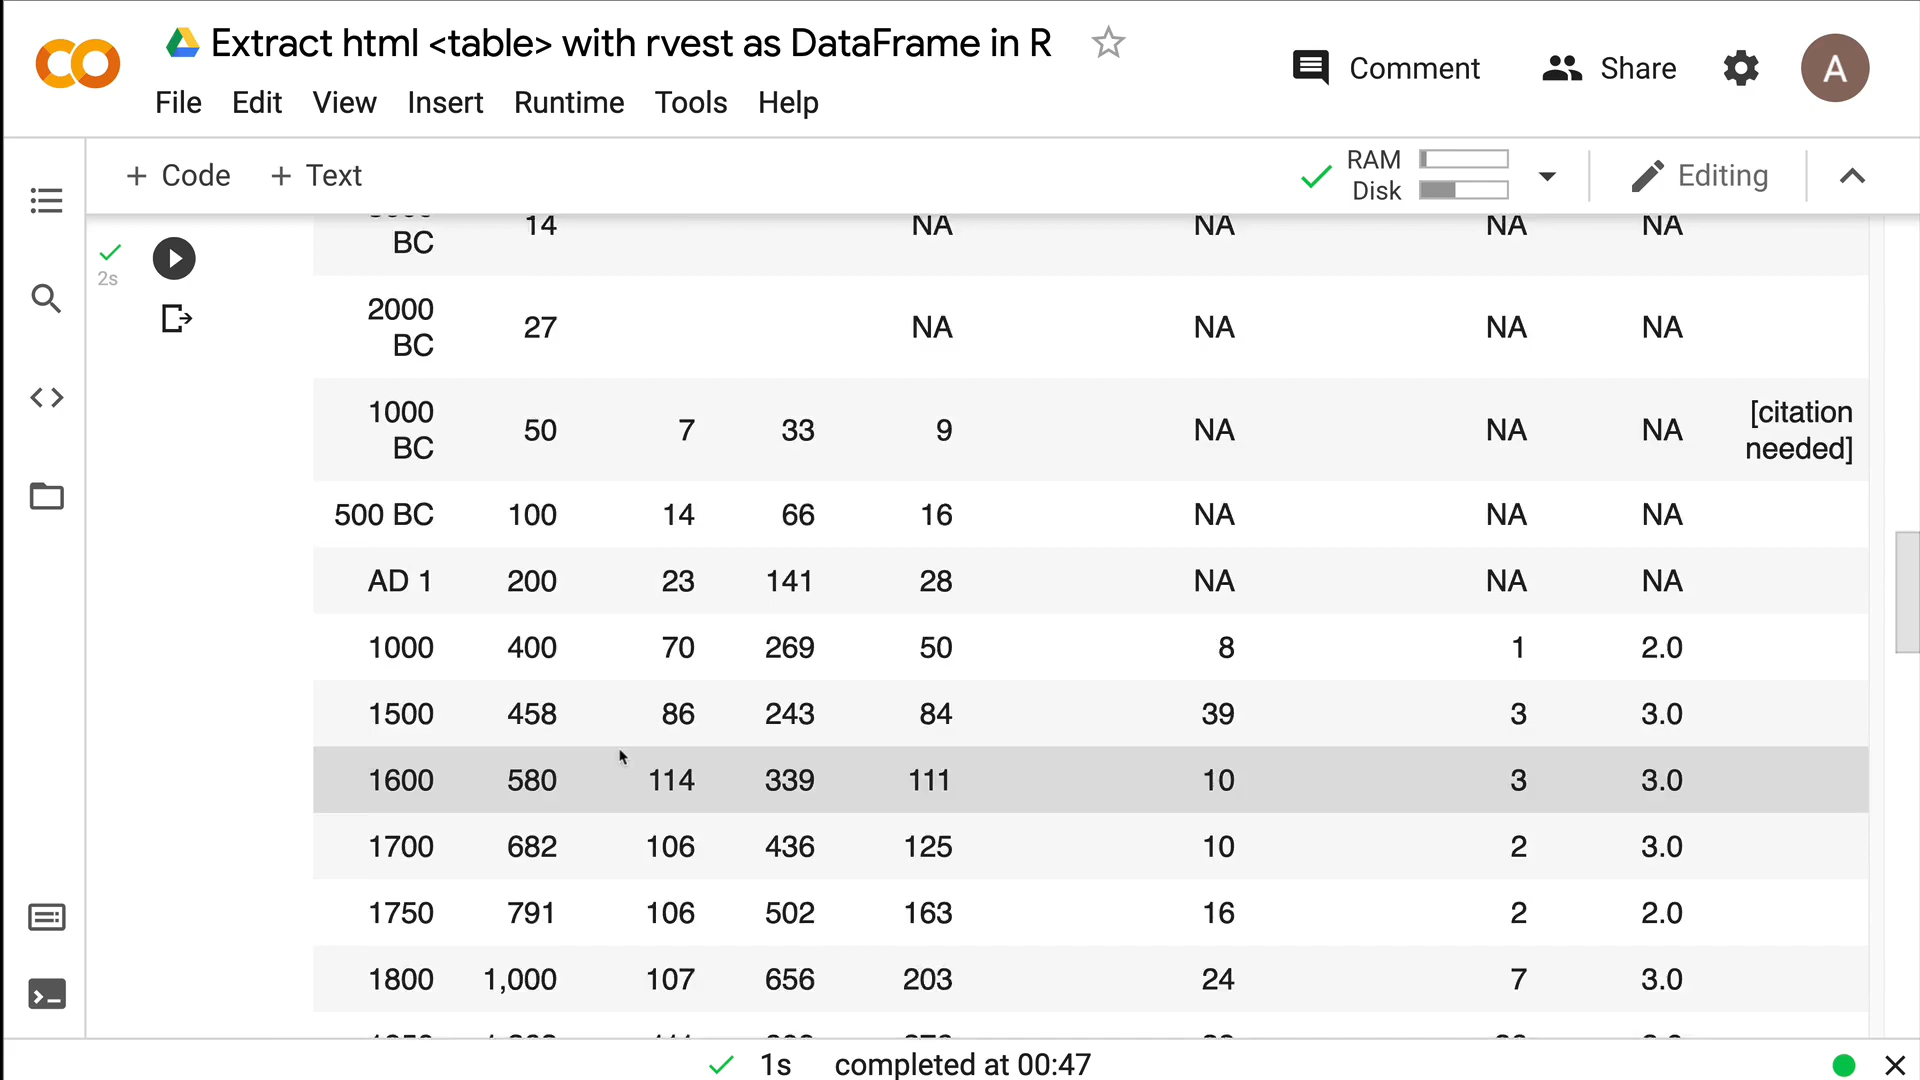 Extract html <table> with rvest as DataFrame in R
Comment Share A
File Edit View Insert Runtime Tools Help
+ Code + Text
RAM
Disk
Editing
BC 14 NA NA NA NA
2s
2000 BC 27 NA NA NA NA
1000 BC 50 7 33 9 NA NA NA [citation needed]
500 BC 100 14 66 16 NA NA NA
AD 1 200 23 141 28 NA NA NA
1000 400 70 269 50 8 1 2.0
1500 458 86 243 84 39 3 3.0
1600 580 114 339 111 10 3 3.0
1700 682 106 436 125 10 2 3.0
1750 791 106 502 163 16 2 2.0
1800 1,000 107 656 203 24 7 3.0
1s completed at 00:47